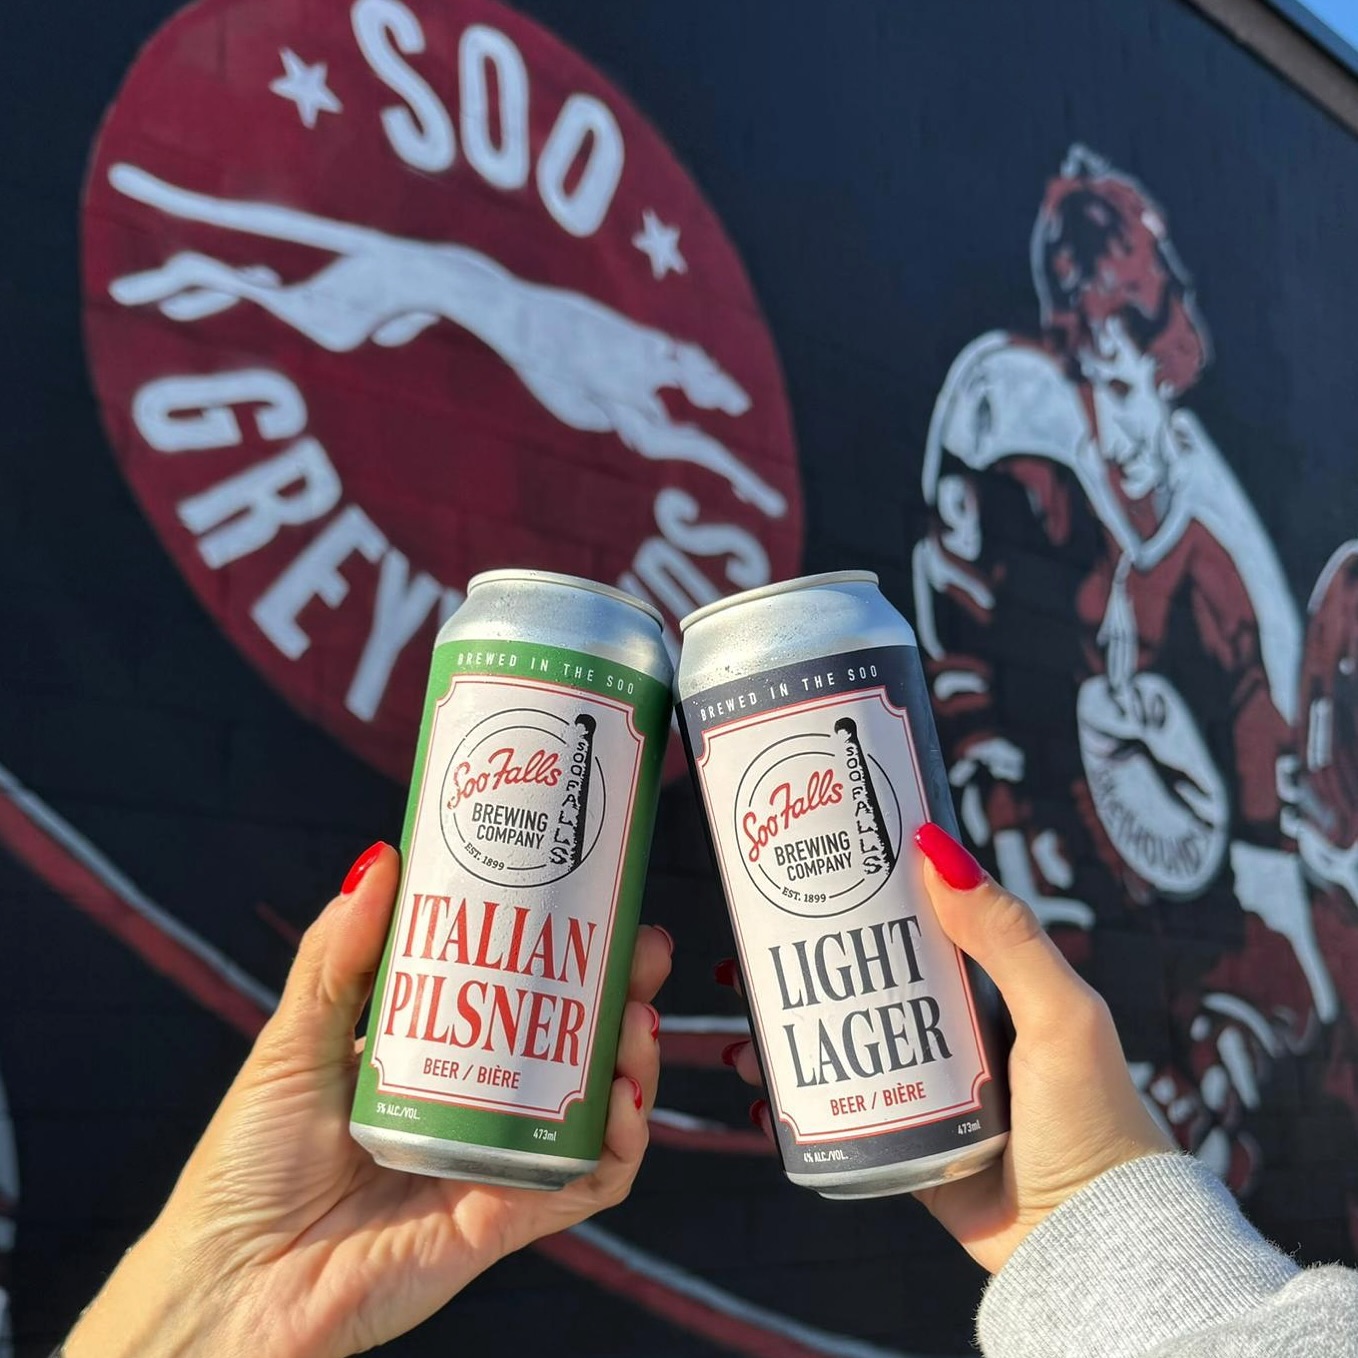 SOO
GREY
BREWED IN THE SOO
Soo Falls
BREWING
COMPANY
EST. 1899
SOO FALLS
ITALIAN
PILSNER
BEER / BIÈRE
5% ALC./VOL.
473ml
BREWED IN THE SOO
Soo Falls
BREWING
COMPANY
EST. 1899
SOO FALLS
LIGHT
LAGER
BEER / BIÈRE
4% ALC./VOL.
473ml
SOO
GREYHOUNDS